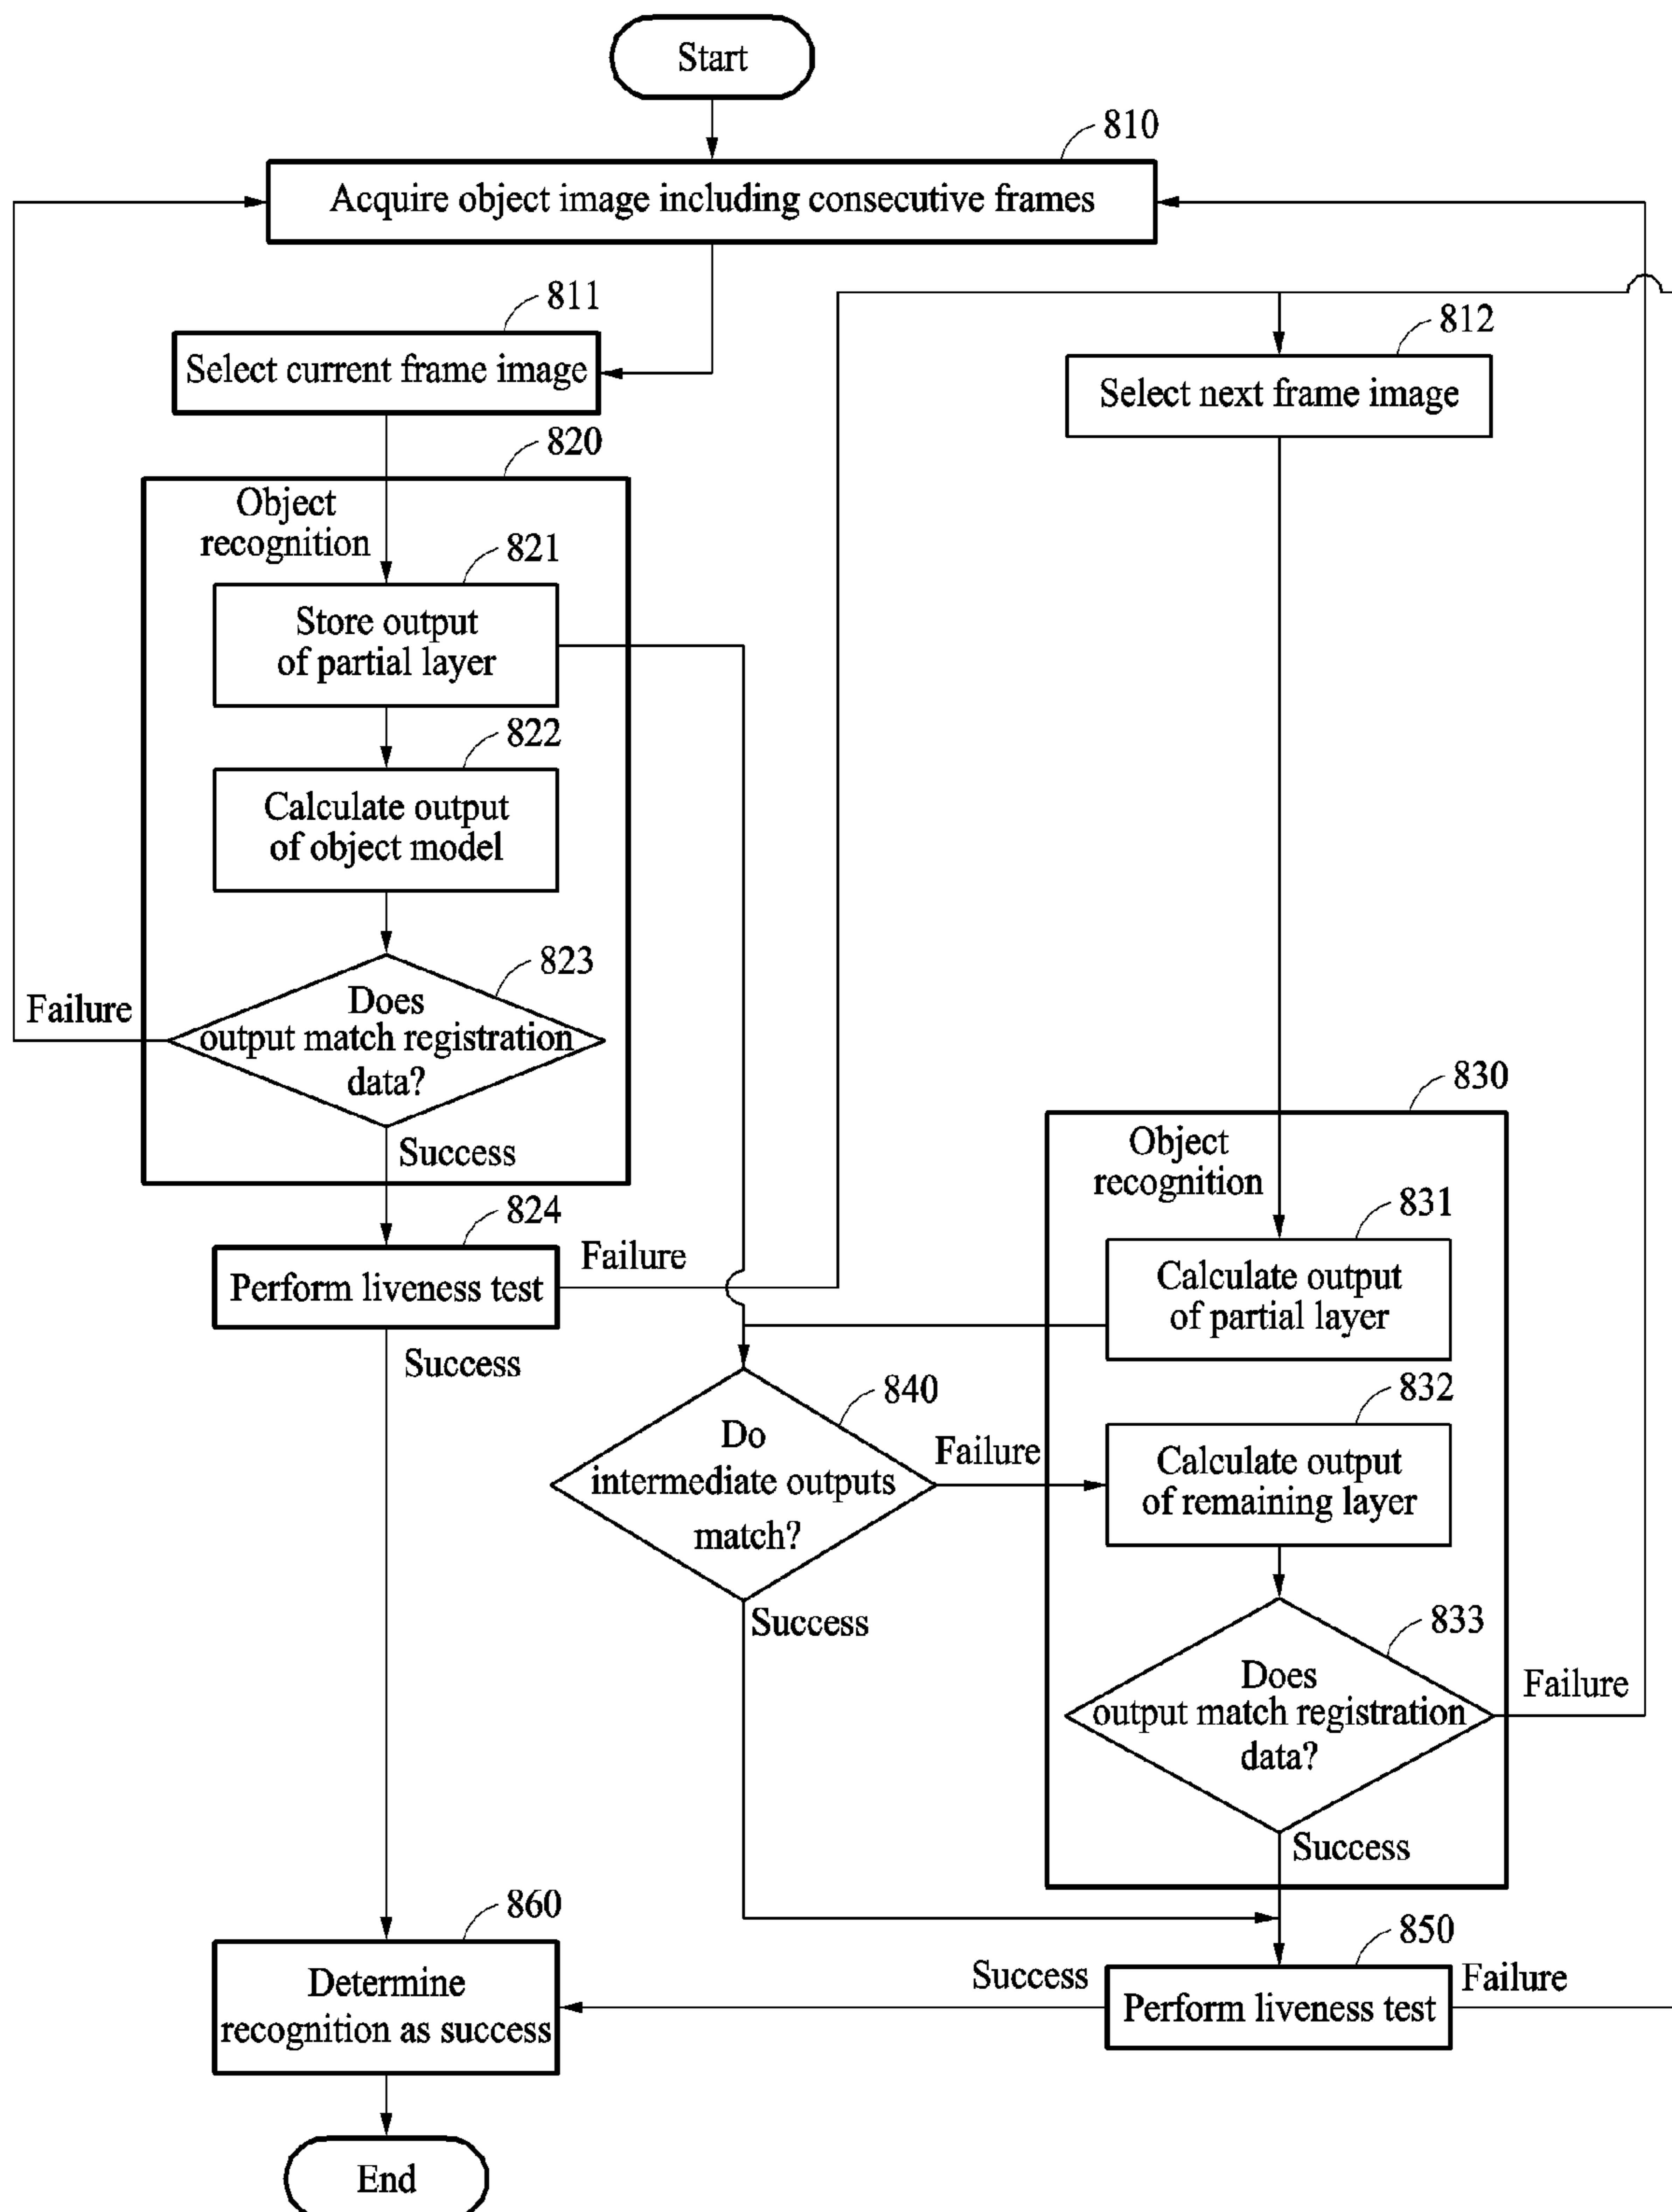 Start
810
Acquire object image including consecutive frames
811
Select current frame image
812
Select next frame image
820
Object
recognition
821
Store output
of partial layer
822
Calculate output
of object model
823
Does
output match registration
data?
Failure
Success
824
Perform liveness test
Failure
Success
830
Object
recognition
831
Calculate output
of partial layer
840
Do
intermediate outputs
match?
Failure
Success
832
Calculate output
of remaining layer
833
Does
output match registration
data?
Failure
Success
850
Perform liveness test
Success
Failure
860
Determine
recognition as success
End